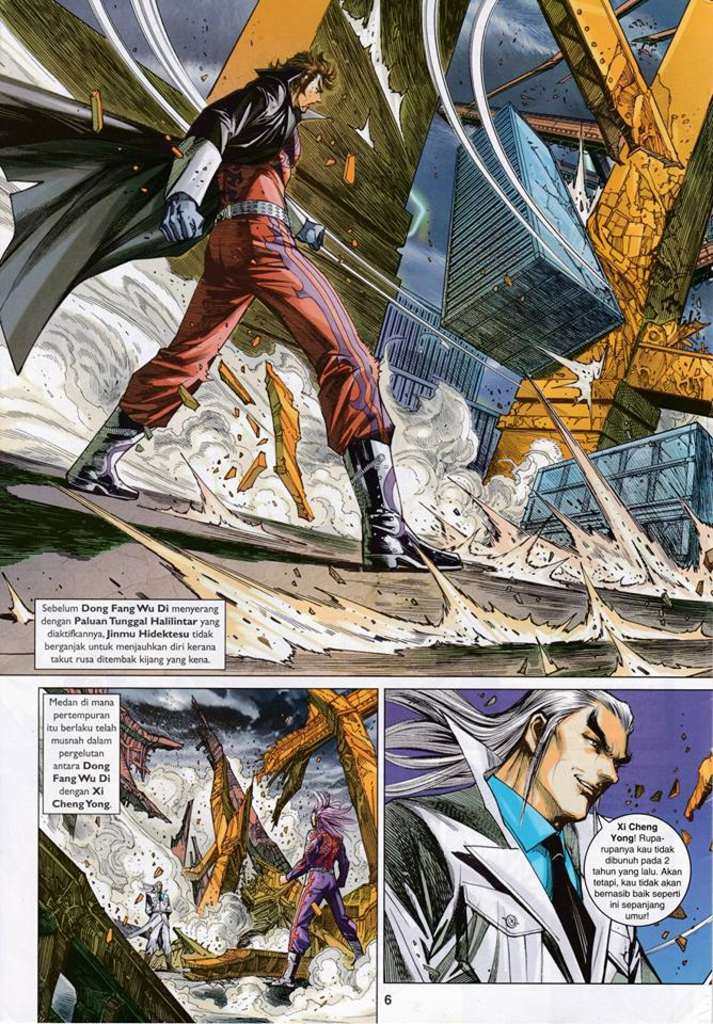 Sebelum Dong Fang Wu Di menyerang
dengan Paluan Tunggal Halilintar yang
diaktifkannya, Jinmu Hidektesu tidak
berganjak untuk menjauhkan diri kerana
takut rusa ditembak kijang yang kena.
Medan di mana
pertempuran
itu berlaku telah
musnah dalam
pergelutan
antara Dong
Fang Wu Di
dengan Xi
Cheng Yong.
Xi Cheng
Yong! Rupa-
rupanya kau tidak
dibunuh pada 2
tahun yang lalu. Akan
tetapi, kau tidak akan
bernasib baik seperti
ini sepanjang
umur!
6